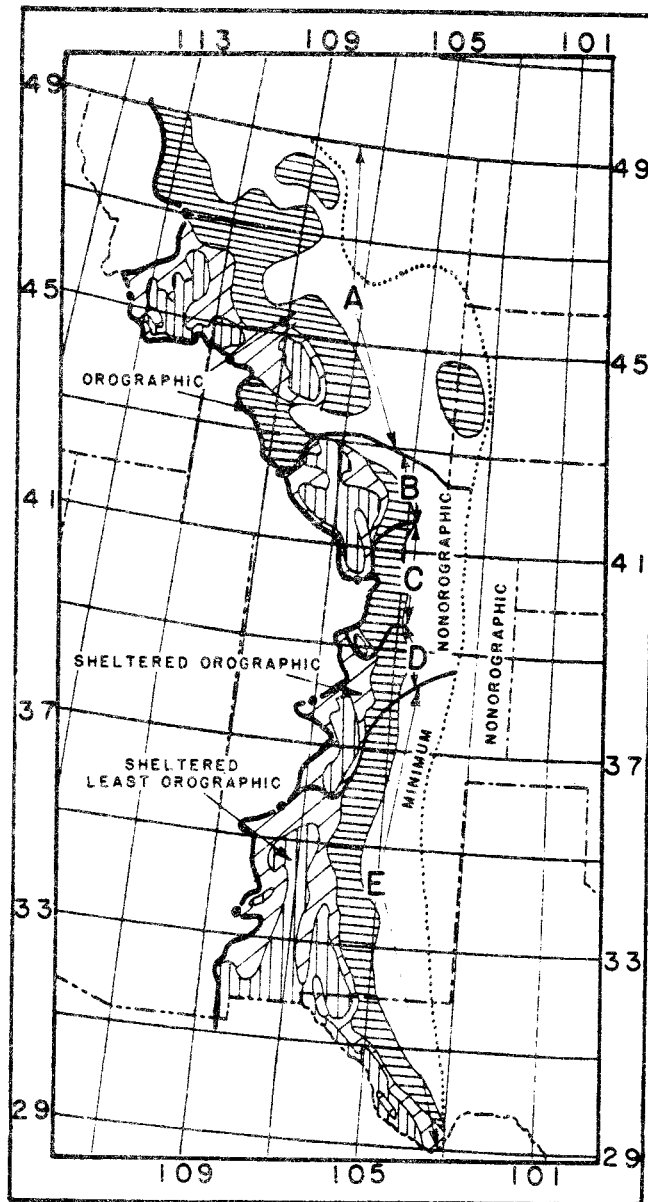 113 109 105 101
49
49
A
45
45
OROGRAPHIC
B
41
41
C
NONOROGRAPHIC
NONOROGRAPHIC
D
SHELTERED OROGRAPHIC
37
37
MINIMUM
SHELTERED
LEAST OROGRAPHIC
E
33
33
29
29
109 105 101